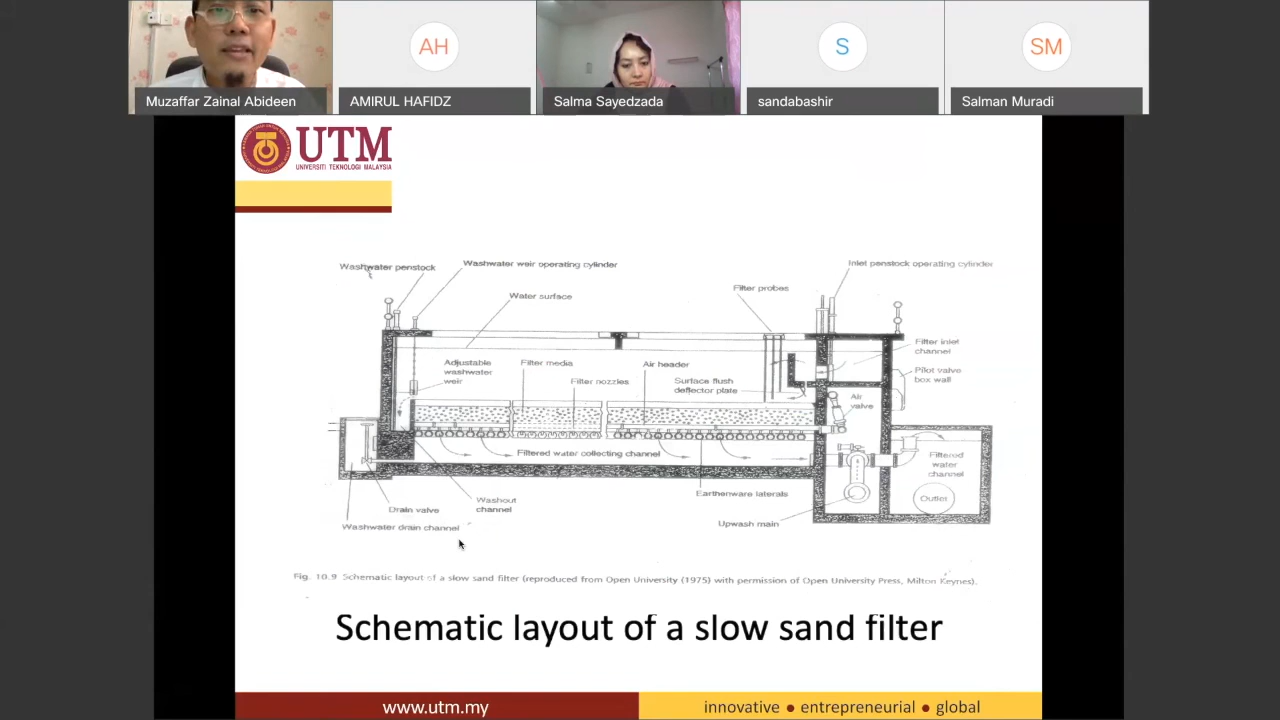 AH
S
SM
Muzaffar Zainal Abideen
AMIRUL HAFIDZ
Salma Sayedzada
sandabashir
Salman Muradi
UTM
UNIVERSITI TEKNOLOGI MALAYSIA
Washwater penstock
Washwater weir operating cylinder
Inlet penstock operating cylinder
Water surface
Filter probes
Filter inlet
channel
Adjustable
washwater
weir
Filter media
Air header
Filter nozzles
Surface flush
deflector plate
Pilot valve
box wall
Air
valve
Filtered water collecting channel
Filtered
water
channel
Outlet
Earthenware laterals
Washout
channel
Drain valve
Washwater drain channel
Upwash main
Fig. 10.9 Schematic layout of a slow sand filter (reproduced from Open University (1975) with permission of Open University Press, Milton Keynes).
Schematic layout of a slow sand filter
www.utm.my
innovative ● entrepreneurial ● global